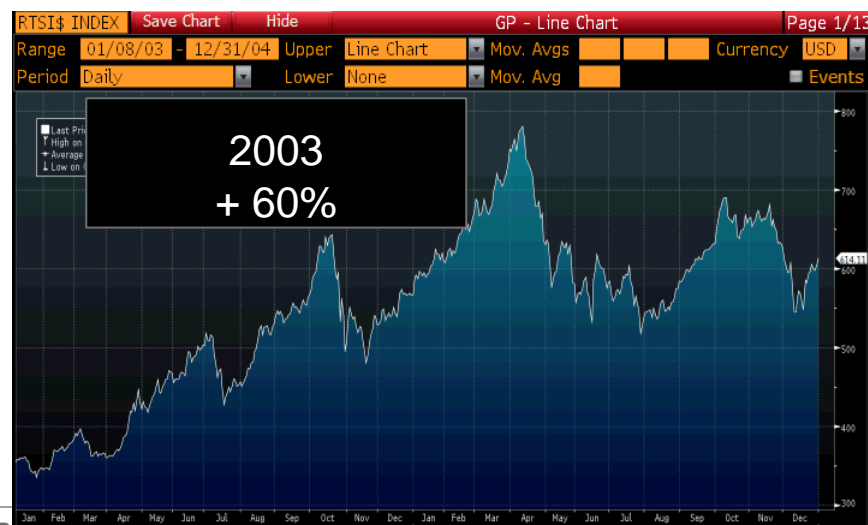 RTSI$ INDEX Save Chart Hide GP - Line Chart Page 1/13
Range 01/08/03 - 12/31/04 Upper Line Chart Mov. Avgs Currency USD
Period Daily Lower None Mov. Avg Events
2003
+ 60%
Last Pri
High on
Average
Low on
800
700
614.11
600
500
400
300
Jan Feb Mar Apr May Jun Jul Aug Sep Oct Nov Dec Jan Feb Mar Apr May Jun Jul Aug Sep Oct Nov Dec